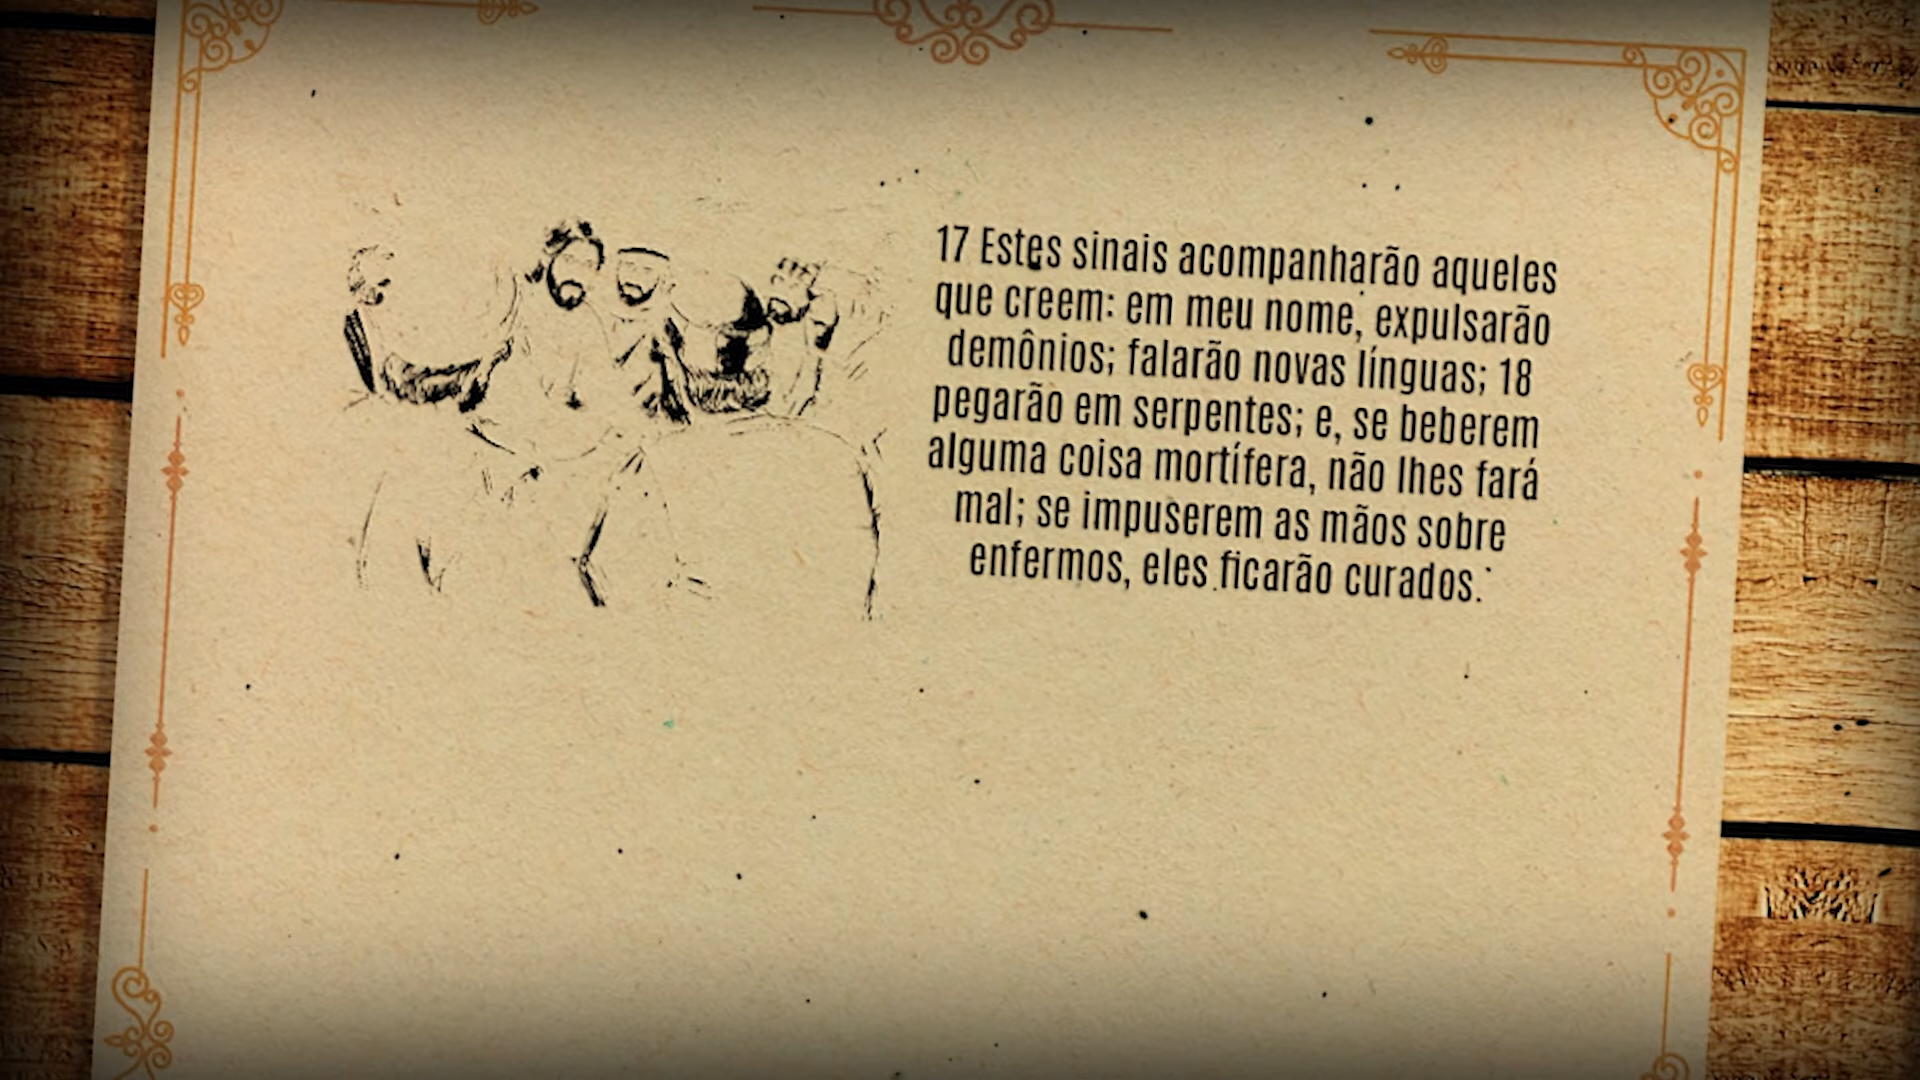 17 Estes sinais acompanharão aqueles
que creem: em meu nome, expulsarão
demônios; falarão novas línguas; 18
pegarão em serpentes; e, se beberem
alguma coisa mortífera, não lhes fará
mal; se impuserem as mãos sobre
enfermos, eles ficarão curados.